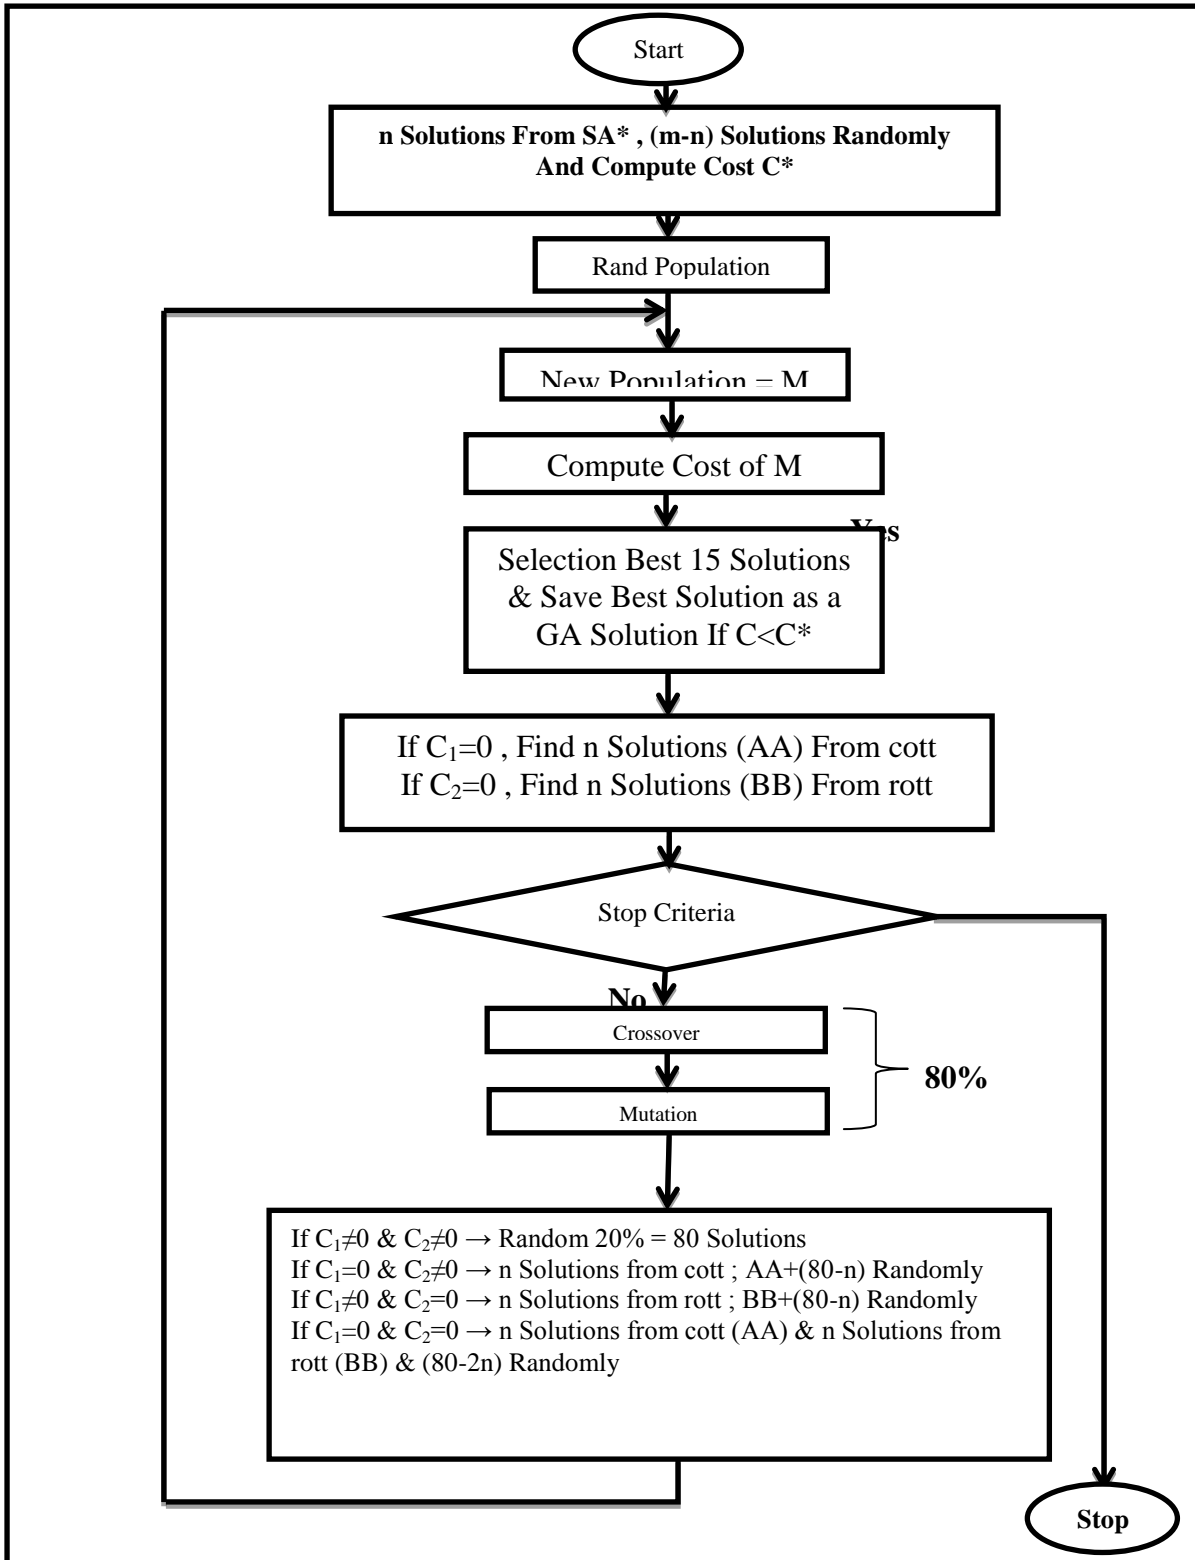 Start
n Solutions From SA* , (m-n) Solutions Randomly
And Compute Cost C*
Rand Population
New Population = M
Compute Cost of M
Yes
Selection Best 15 Solutions
& Save Best Solution as a
GA Solution If C<C*
If C₁=0 , Find n Solutions (AA) From cott
If C₂=0 , Find n Solutions (BB) From rott
Stop Criteria
No
Crossover
80%
Mutation
If C₁≠0 & C₂≠0 → Random 20% = 80 Solutions
If C₁=0 & C₂≠0 → n Solutions from cott ; AA+(80-n) Randomly
If C₁≠0 & C₂=0 → n Solutions from rott ; BB+(80-n) Randomly
If C₁=0 & C₂=0 → n Solutions from cott (AA) & n Solutions from
rott (BB) & (80-2n) Randomly
Stop